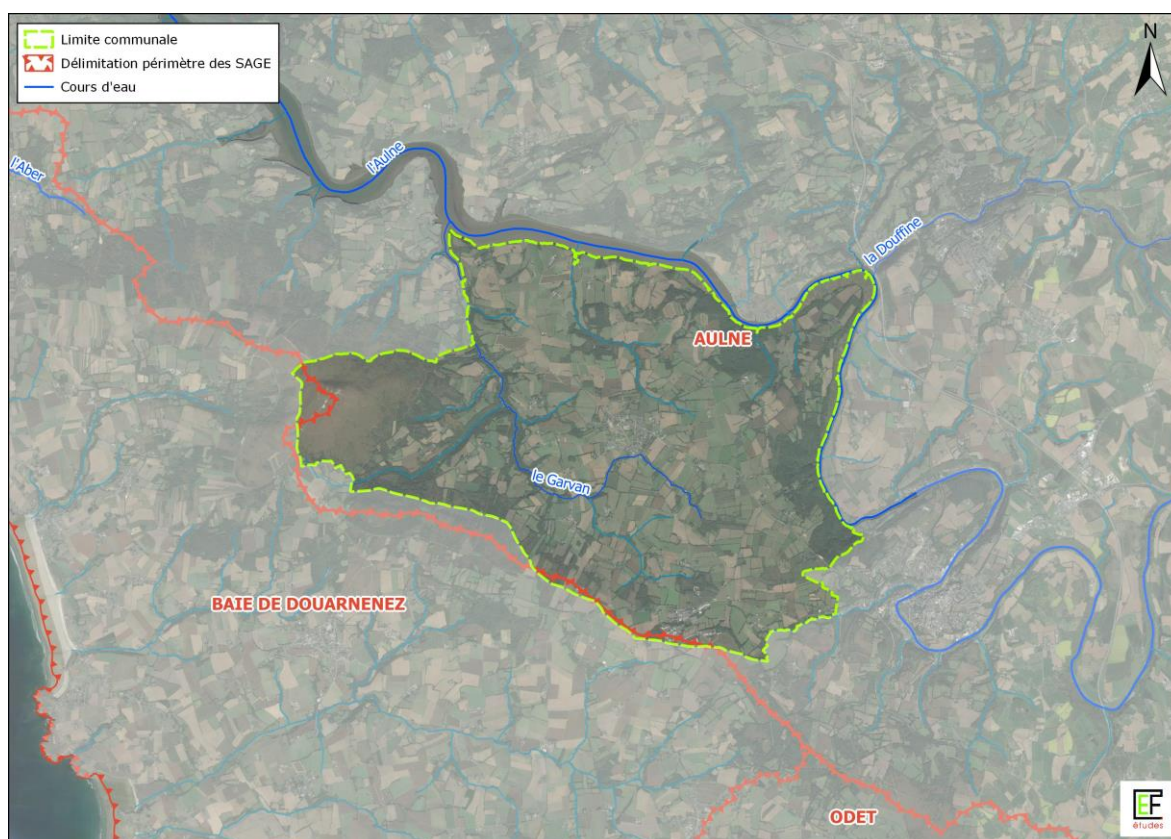 Limite communale
Délimitation périmètre des SAGE
Cours d'eau
N
l'Aulne
l'Aber
la Douffine
AULNE
le Garvan
BAIE DE DOUARNENEZ
ODET
EF
études